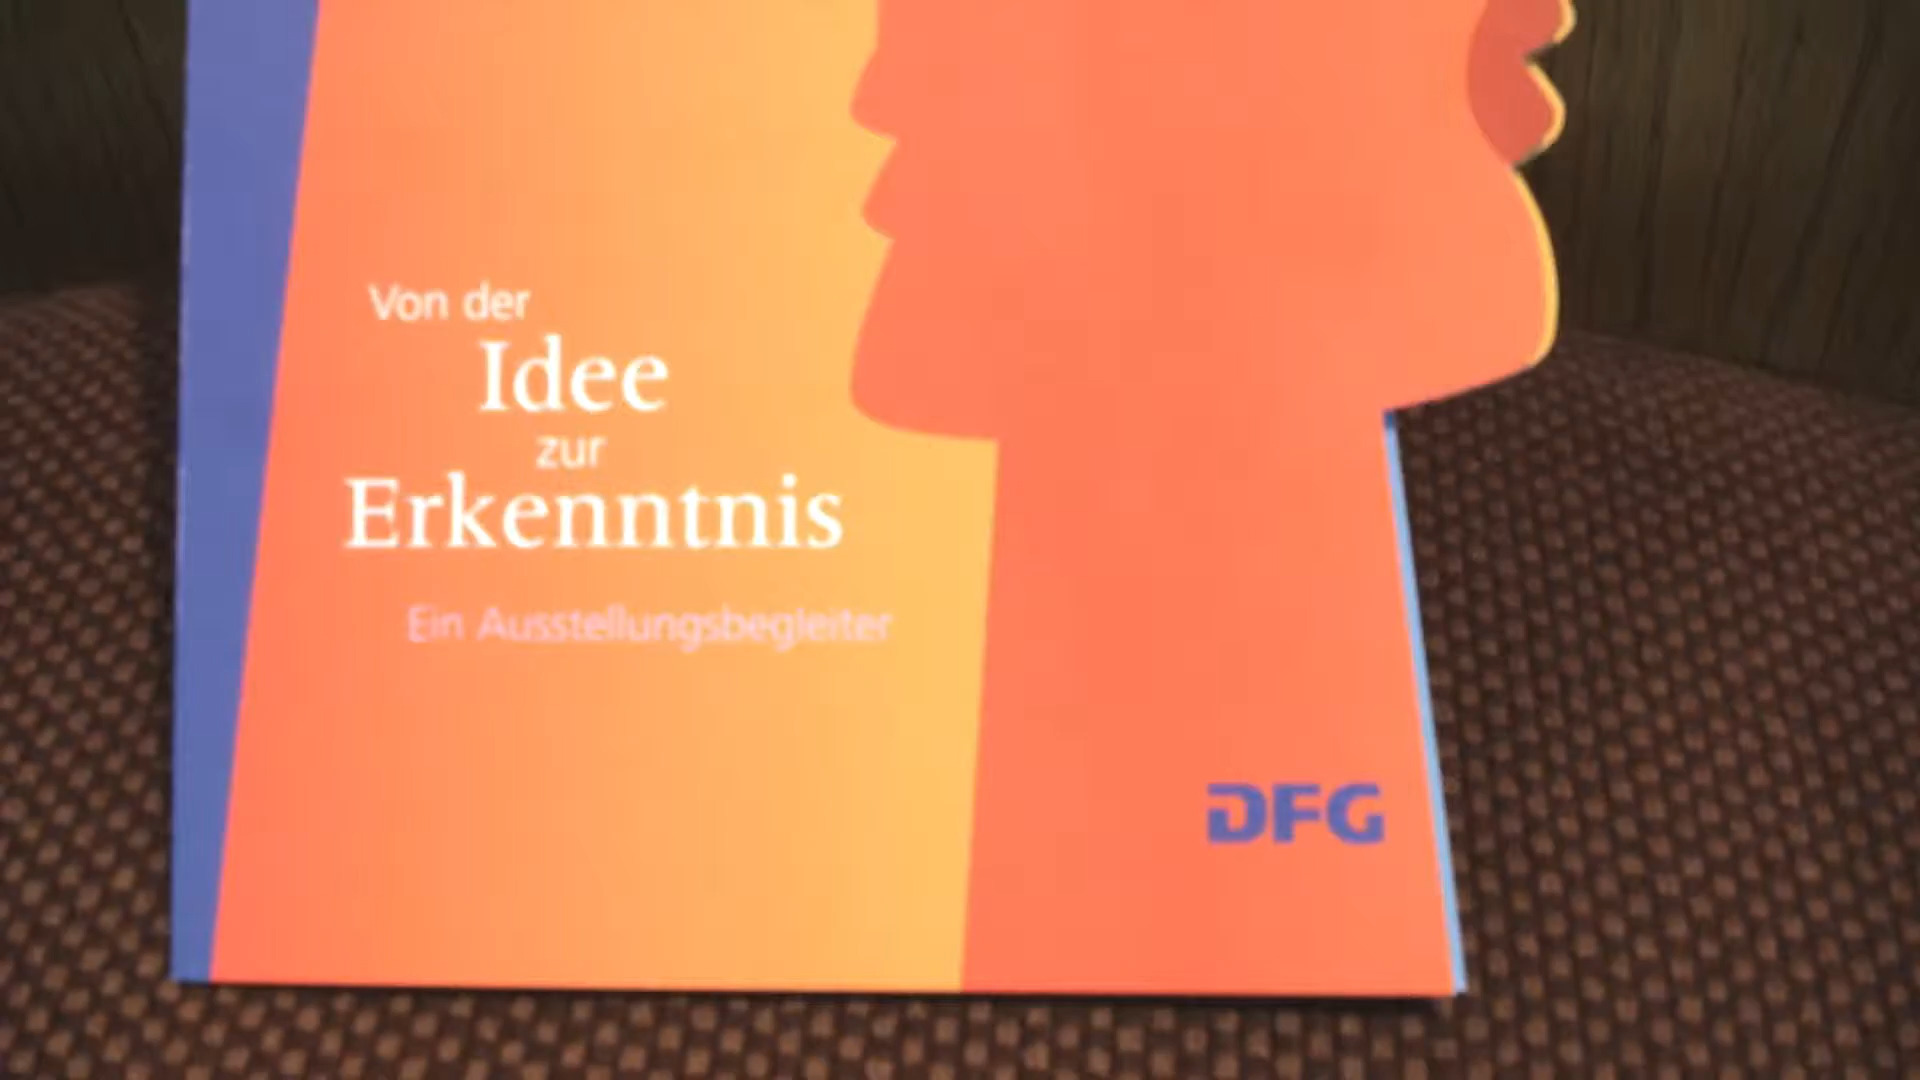 Von der
Idee
zur
Erkenntnis
Ein Ausstellungsbegleiter
DFG